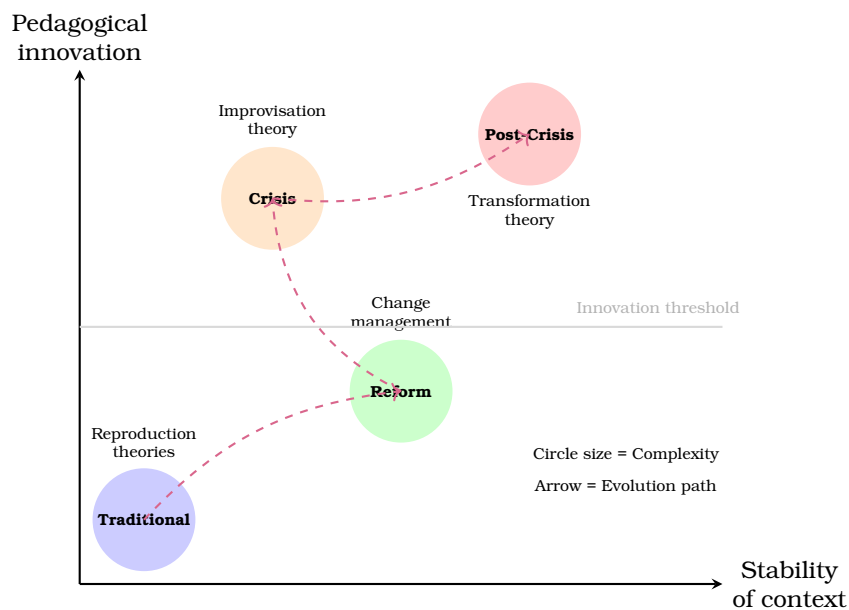 Pedagogical
innovation
Improvisation
theory
Post-Crisis
Crisis
Transformation
theory
Change
management
Innovation threshold
Reform
Reproduction
theories
Circle size = Complexity
Arrow = Evolution path
Traditional
Stability
of context